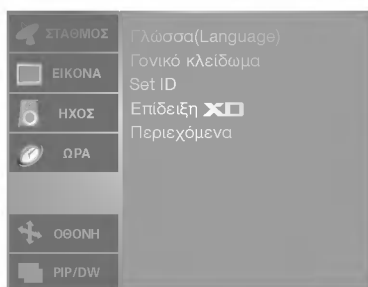 ΣΤΑΘΜΟΣ
ΕΙΚΟΝΑ
ΗΧΟΣ
ΩΡΑ
ΟΘΟΝΗ
PIP/DW
Γλώσσα(Language)
Γονικό κλείδωμα
Set ID
Επίδειξη XD
Περιεχόμενα